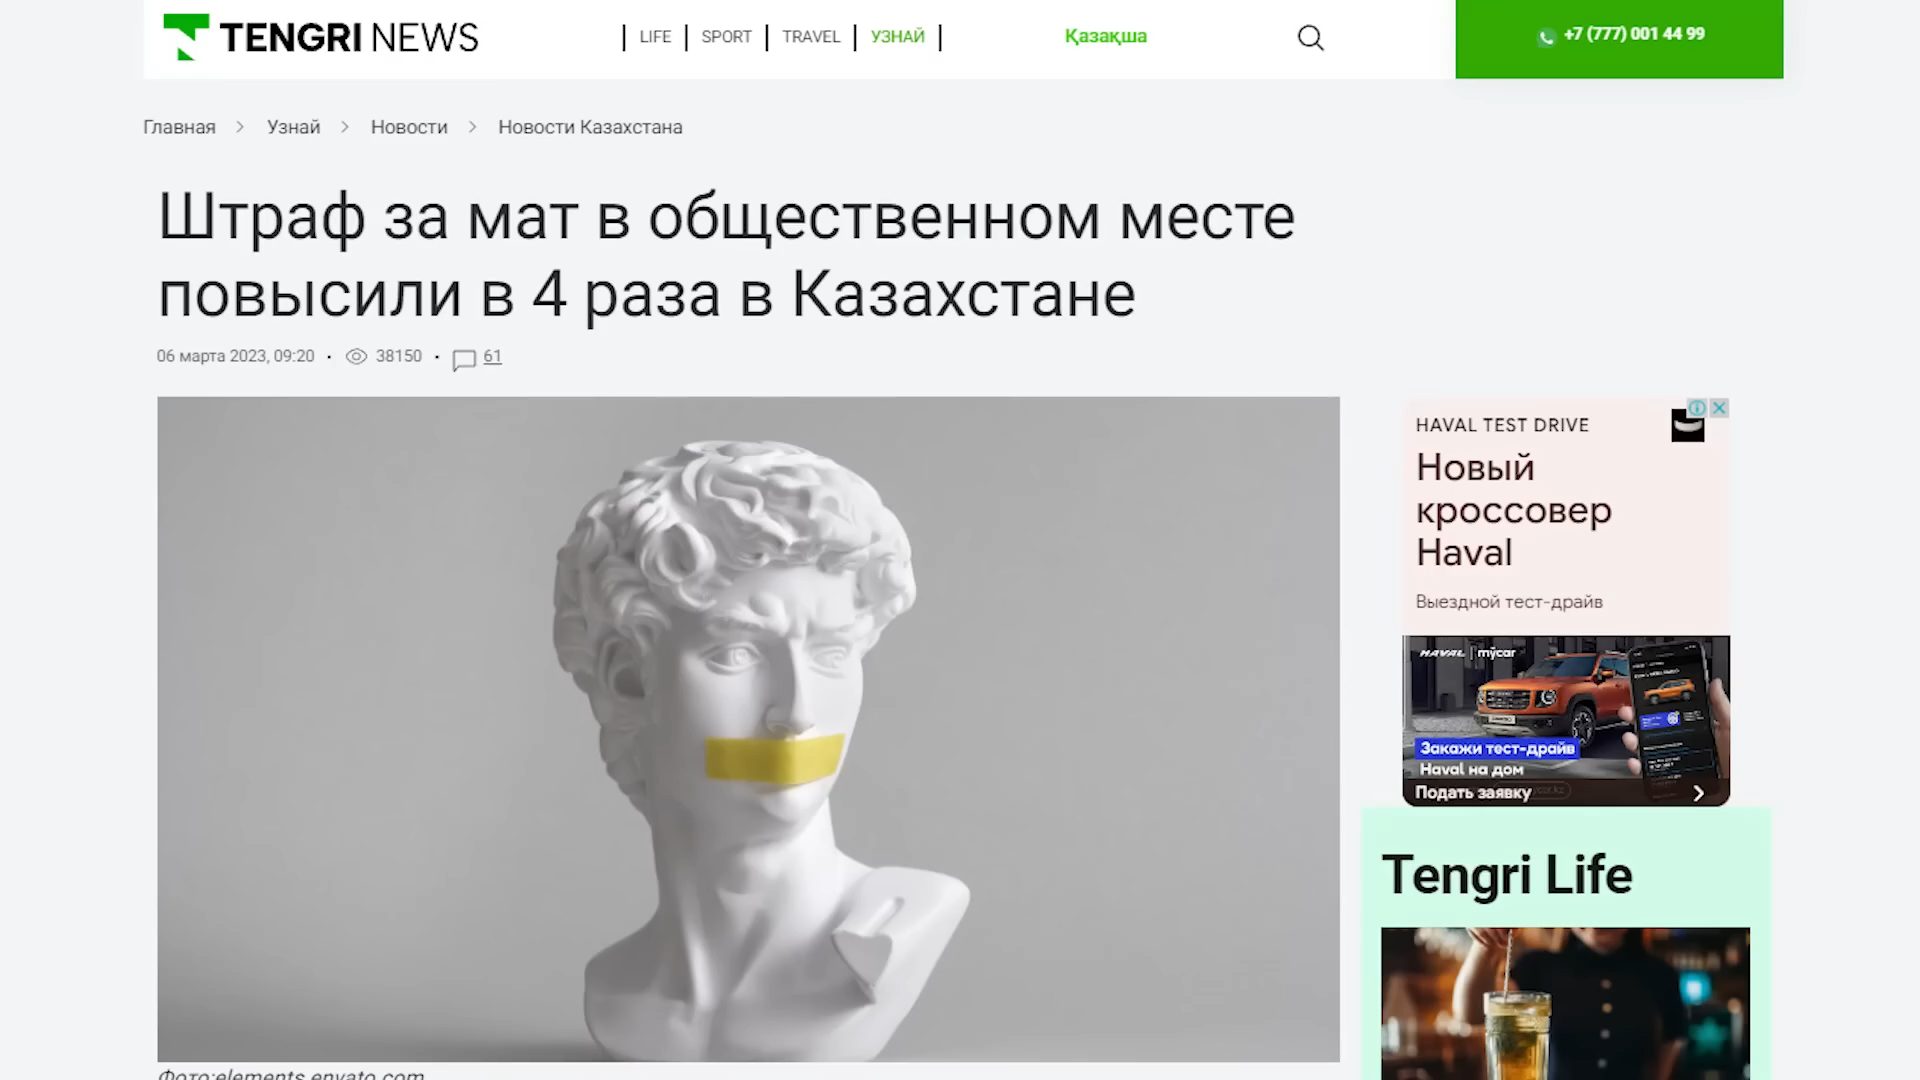 TENGRI NEWS
LIFE
SPORT
TRAVEL
УЗНАЙ
Қазақша
+7 (777) 001 44 99
Главная
Узнай
Новости
Новости Казахстана
Штраф за мат в общественном месте
повысили в 4 раза в Казахстане
06 марта 2023, 09:20 • 38150 • 61
HAVAL TEST DRIVE
Новый
кроссовер
Haval
Выездной тест-драйв
HAVAL | mycar
Закажи тест-драйв
Haval на дом
Подать заявку
Tengri Life
Фото:elements.envato.com